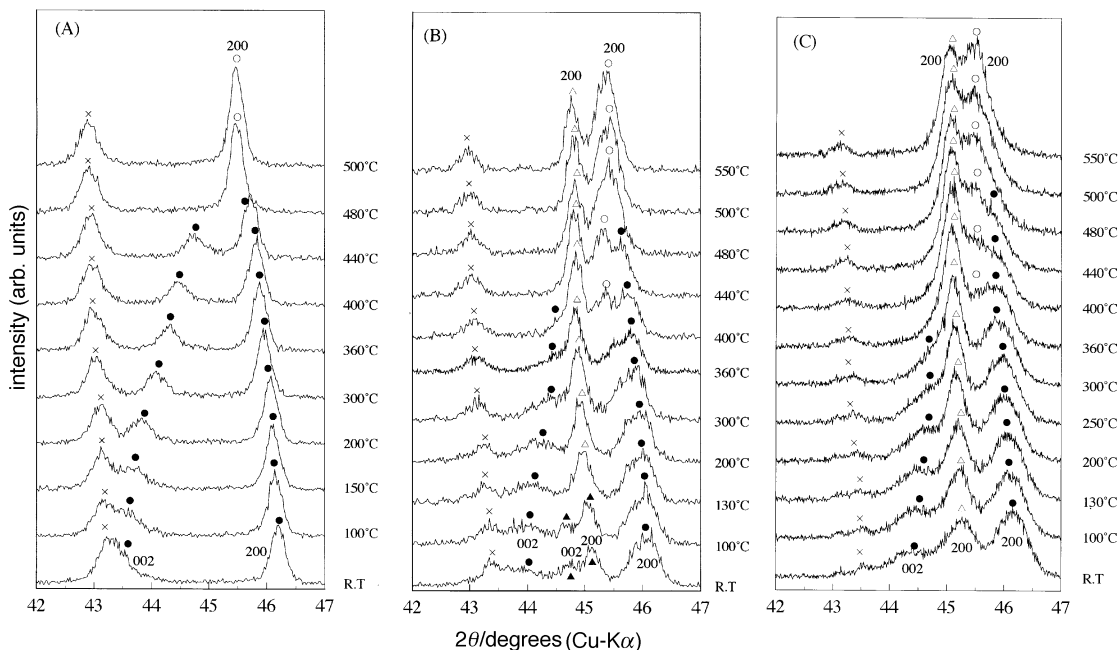 (A)
200
500°C
480°C
440°C
400°C
360°C
300°C
200°C
150°C
100°C
002
200
R.T
42 43 44 45 46 47
(B)
200
200
550°C
500°C
480°C
440°C
400°C
360°C
300°C
200°C
130°C
100°C
002
002
200
200
R.T
42 43 44 45 46 47
(C)
200
200
550°C
500°C
480°C
440°C
400°C
360°C
300°C
250°C
200°C
130°C
100°C
002
200
200
R.T
42 43 44 45 46 47
intensity (arb. units)
2θ/degrees (Cu-Kα)